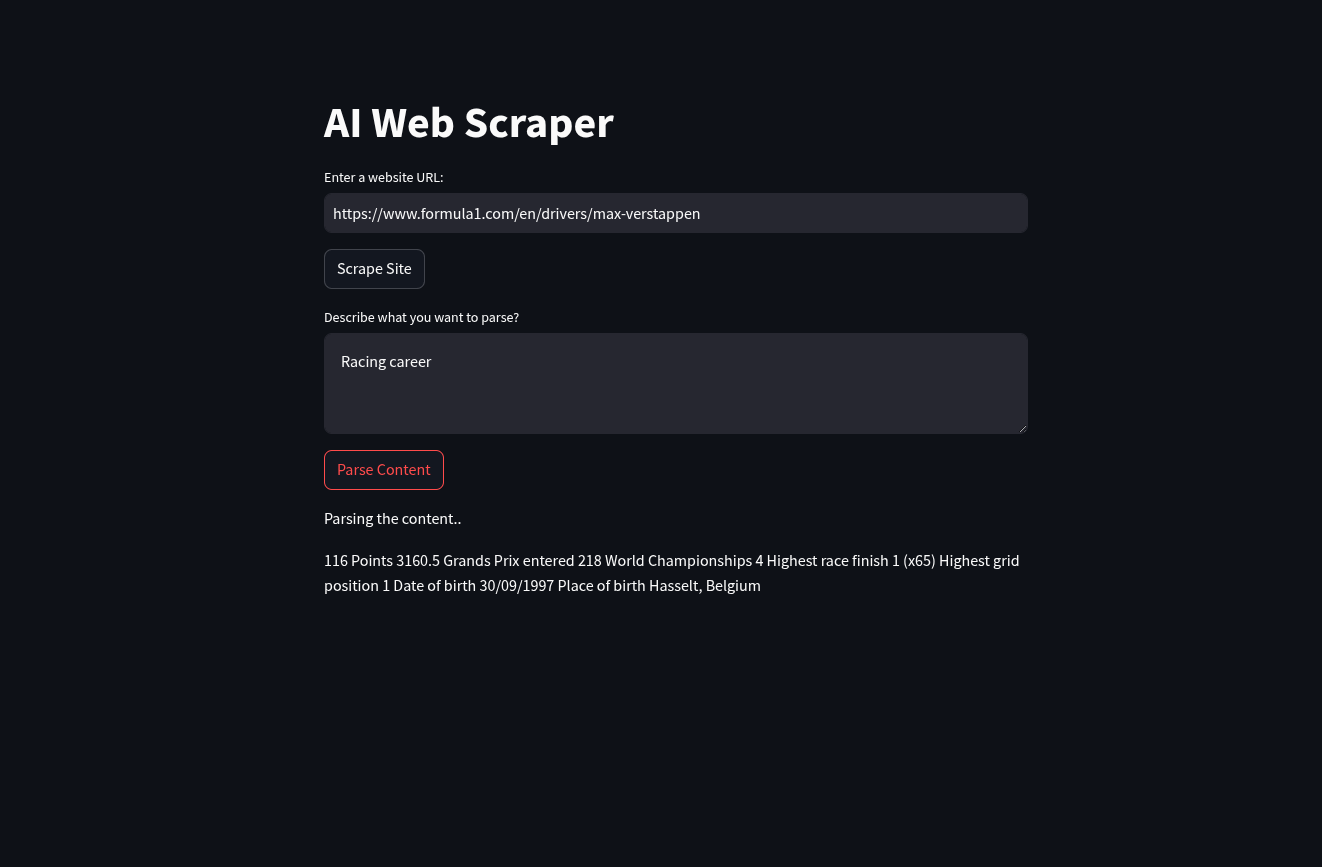 AI Web Scraper
Enter a website URL:
https://www.formula1.com/en/drivers/max-verstappen
Scrape Site
Describe what you want to parse?
Racing career
Parse Content
Parsing the content..
116 Points 3160.5 Grands Prix entered 218 World Championships 4 Highest race finish 1 (x65) Highest grid
position 1 Date of birth 30/09/1997 Place of birth Hasselt, Belgium